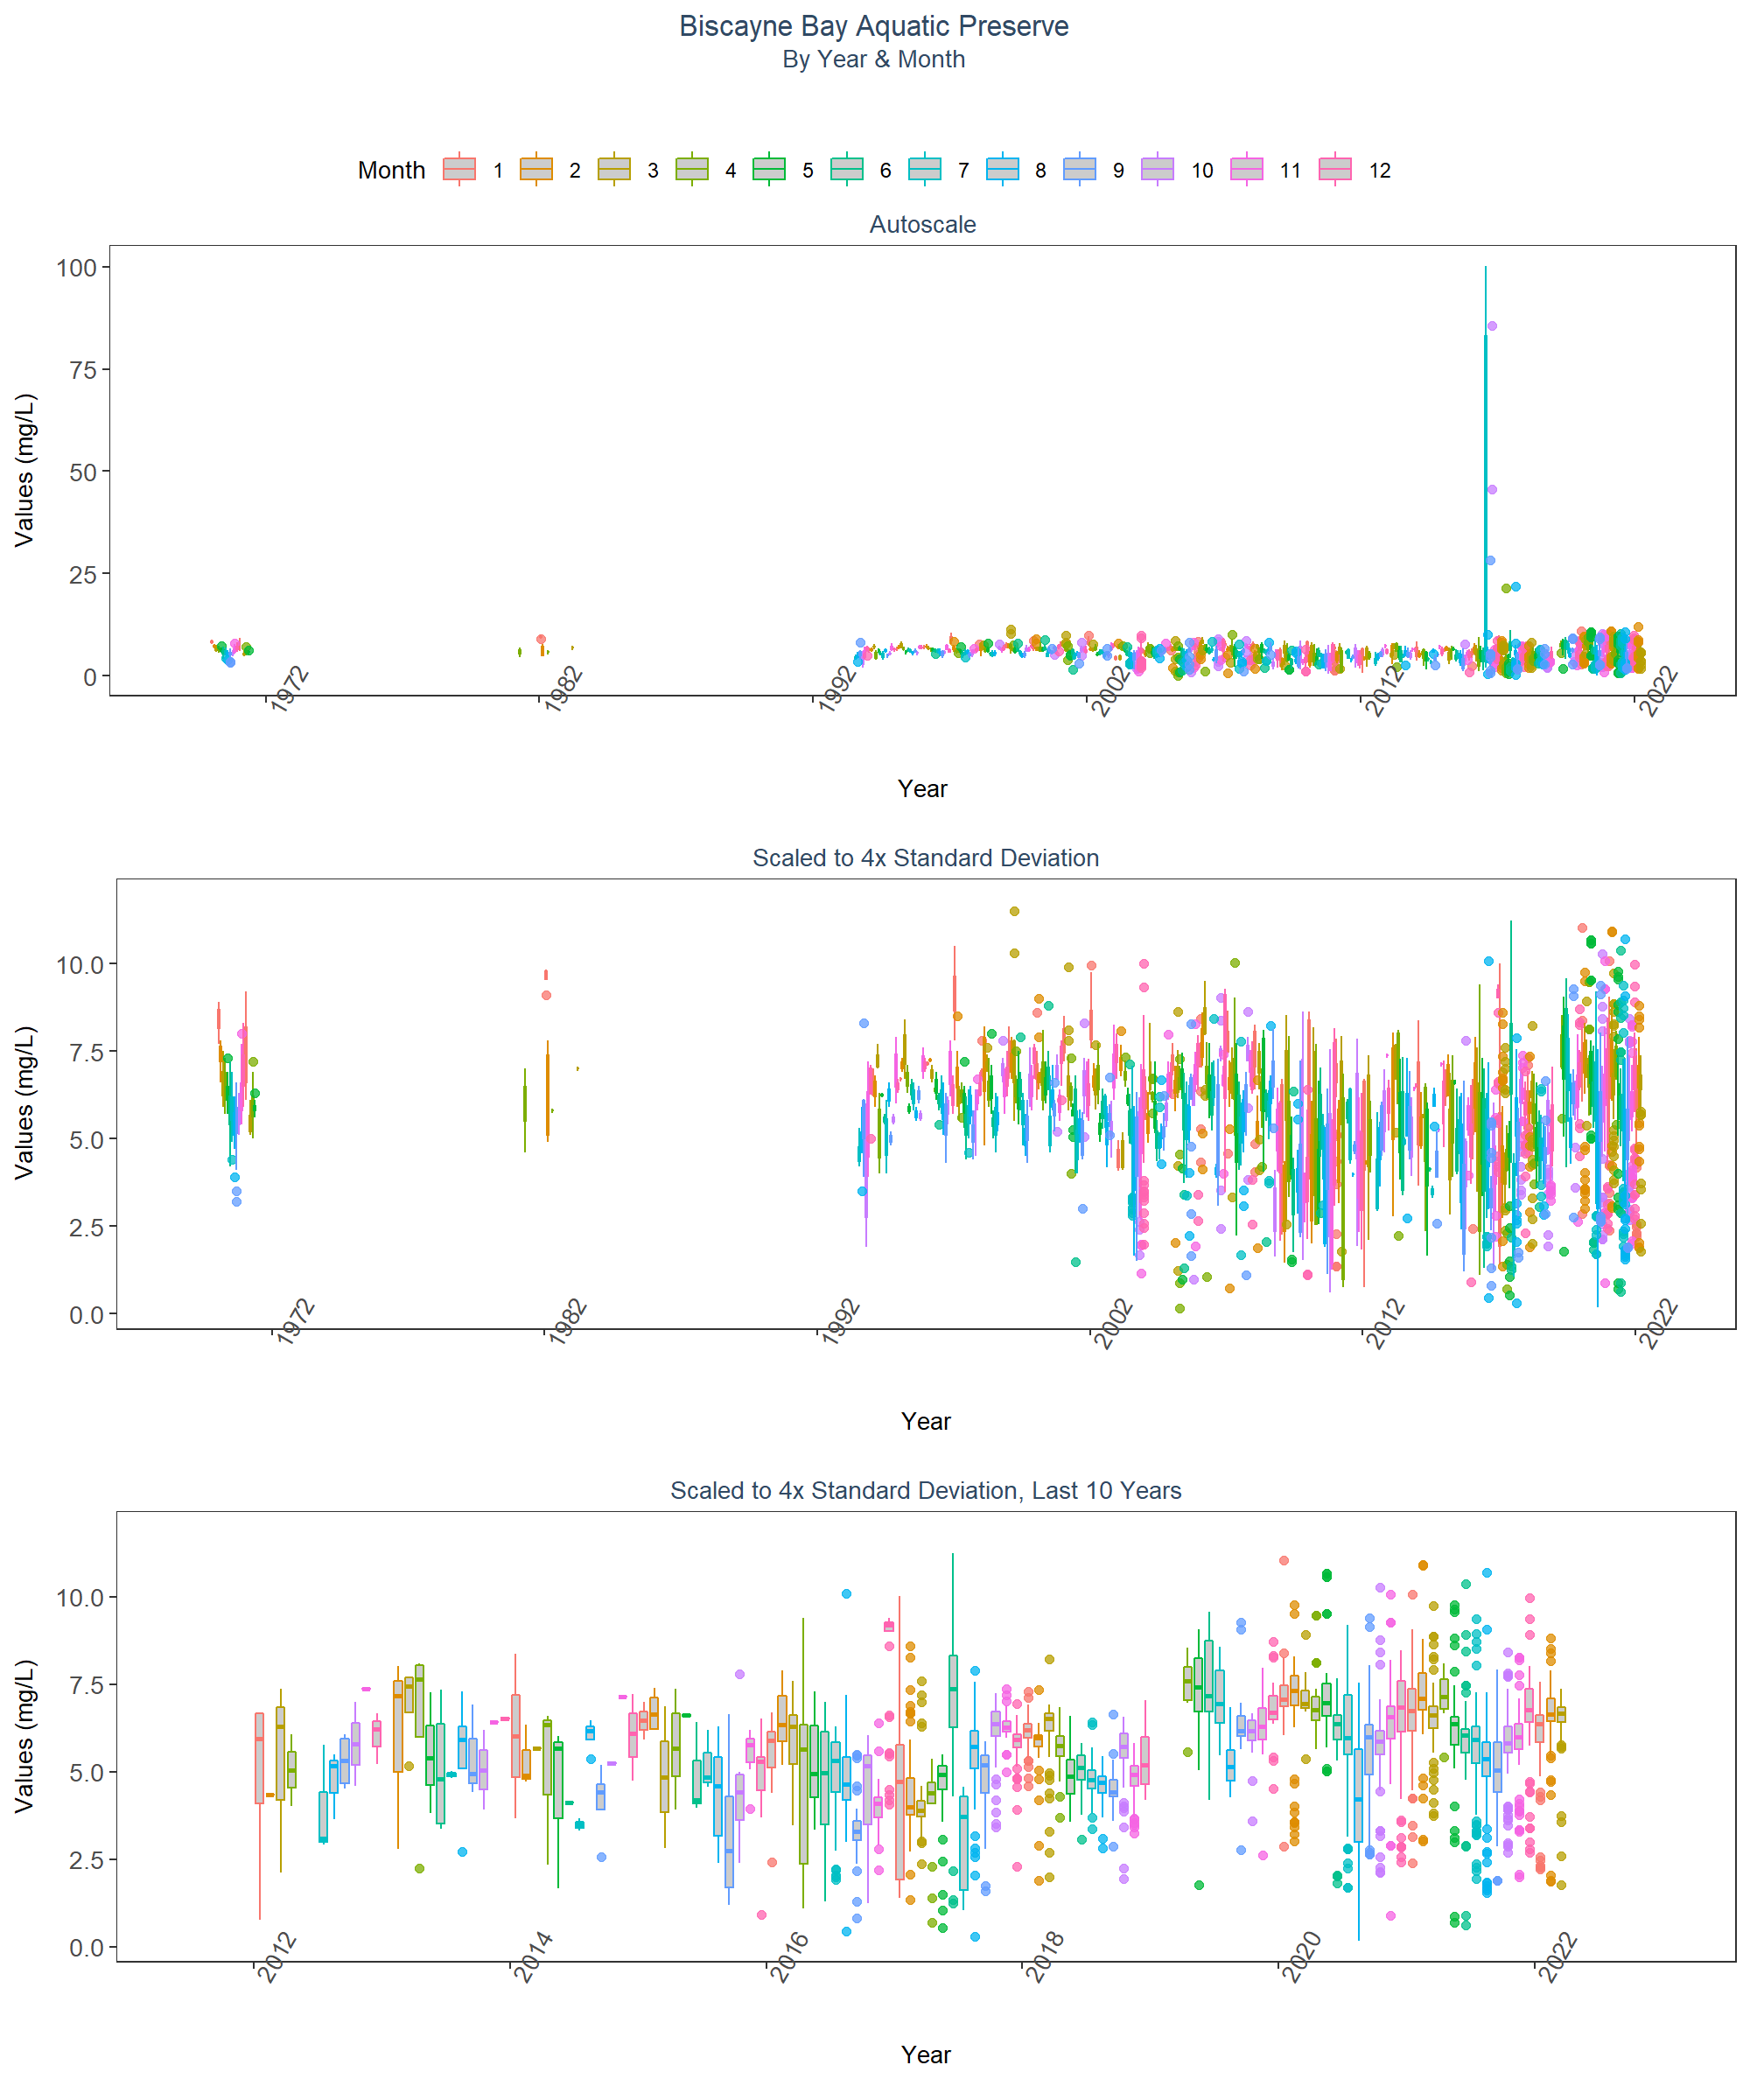 Biscayne Bay Aquatic Preserve
By Year & Month
Month 1 2 3 4 5 6 7 8 9 10 11 12
Autoscale
Values (mg/L)
100
75
50
25
0
1972 1982 1992 2002 2012 2022
Year
Scaled to 4x Standard Deviation
Values (mg/L)
10.0
7.5
5.0
2.5
0.0
1972 1982 1992 2002 2012 2022
Year
Scaled to 4x Standard Deviation, Last 10 Years
Values (mg/L)
10.0
7.5
5.0
2.5
0.0
2012 2014 2016 2018 2020 2022
Year